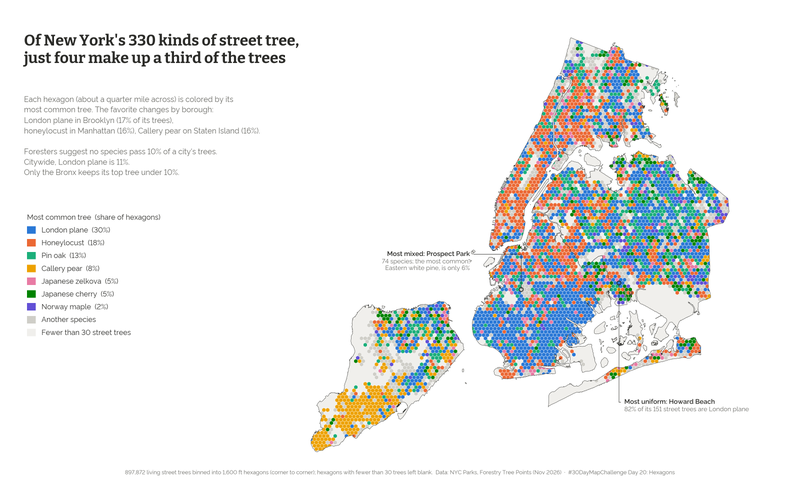 Of New York's 330 kinds of street tree,
just four make up a third of the trees
Each hexagon (about a quarter mile across) is colored by its
most common tree. The favorite changes by borough:
London plane in Brooklyn (17% of its trees),
honeylocust in Manhattan (16%), Callery pear on Staten Island (16%).
Foresters suggest no species pass 10% of a city's trees.
Citywide, London plane is 11%.
Only the Bronx keeps its top tree under 10%.
Most common tree (share of hexagons)
London plane (30%)
Honeylocust (18%)
Pin oak (13%)
Callery pear (8%)
Japanese zelkova (5%)
Japanese cherry (5%)
Norway maple (2%)
Another species
Fewer than 30 street trees
Most mixed: Prospect Park
74 species; the most common,
Eastern white pine, is only 6%
Most uniform: Howard Beach
82% of its 151 street trees are London plane
897,872 living street trees binned into 1,600 ft hexagons (corner to corner); hexagons with fewer than 30 trees left blank. Data: NYC Parks, Forestry Tree Points (Nov 2026) · #30DayMapChallenge Day 20: Hexagons